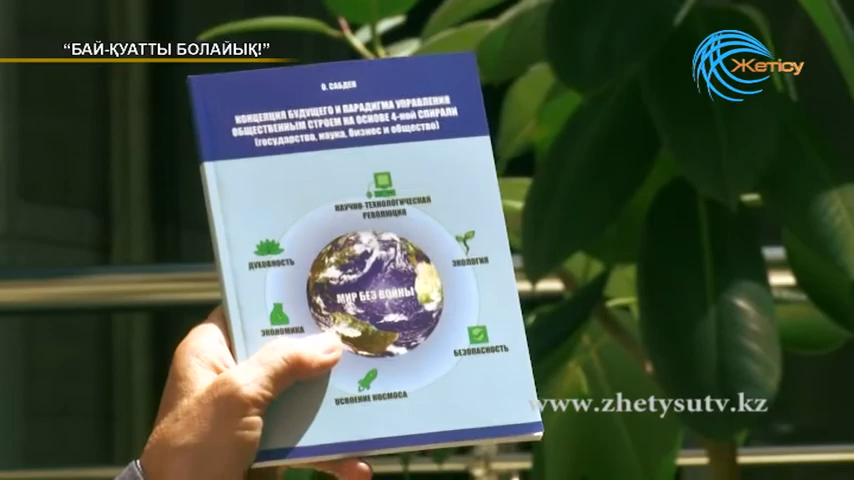 “БАЙ-ҚУАТТЫ БОЛАЙЫҚ!”
Жетісу
О. САБДЕН
КОНЦЕПЦИЯ БУДУЩЕГО И ПАРАДИГМА УПРАВЛЕНИЯ
ОБЩЕСТВЕННЫМ СТРОЕМ НА ОСНОВЕ 4-ной СПИРАЛИ
(государство, наука, бизнес и общество)
НАУЧНО-ТЕХНОЛОГИЧЕСКАЯ
РЕВОЛЮЦИЯ
ДУХОВНОСТЬ
ЭКОЛОГИЯ
МИР БЕЗ ВОЙНЫ
ЭКОНОМИКА
БЕЗОПАСНОСТЬ
ОСВОЕНИЕ КОСМОСА
www.zhetysutv.kz